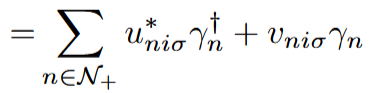 = \sum_{n \in \mathcal{N}_+} u^*_{ni\sigma} \gamma^\dagger_n + v_{ni\sigma} \gamma_n